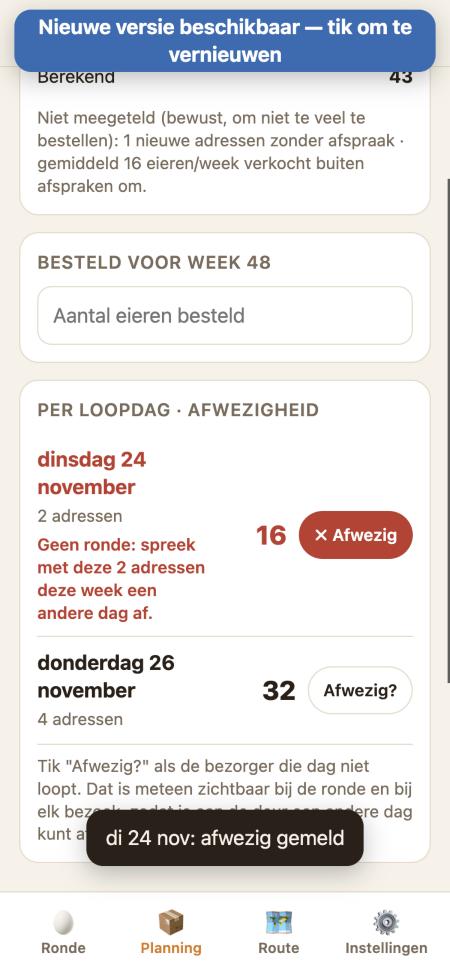 Nieuwe versie beschikbaar — tik om te
vernieuwen
Berekend 43
Niet meegeteld (bewust, om niet te veel te
bestellen): 1 nieuwe adressen zonder afspraak ·
gemiddeld 16 eieren/week verkocht buiten
afspraken om.
BESTELD VOOR WEEK 48
Aantal eieren besteld
PER LOOPDAG · AFWEZIGHEID
dinsdag 24
november
2 adressen
Geen ronde: spreek
met deze 2 adressen
deze week een
andere dag af.
16 ✕ Afwezig
donderdag 26
november
4 adressen
32 Afwezig?
Tik "Afwezig?" als de bezorger die dag niet
loopt. Dat is meteen zichtbaar bij de ronde en bij
elk dag
kunt
di 24 nov: afwezig gemeld
Ronde Planning Route Instellingen